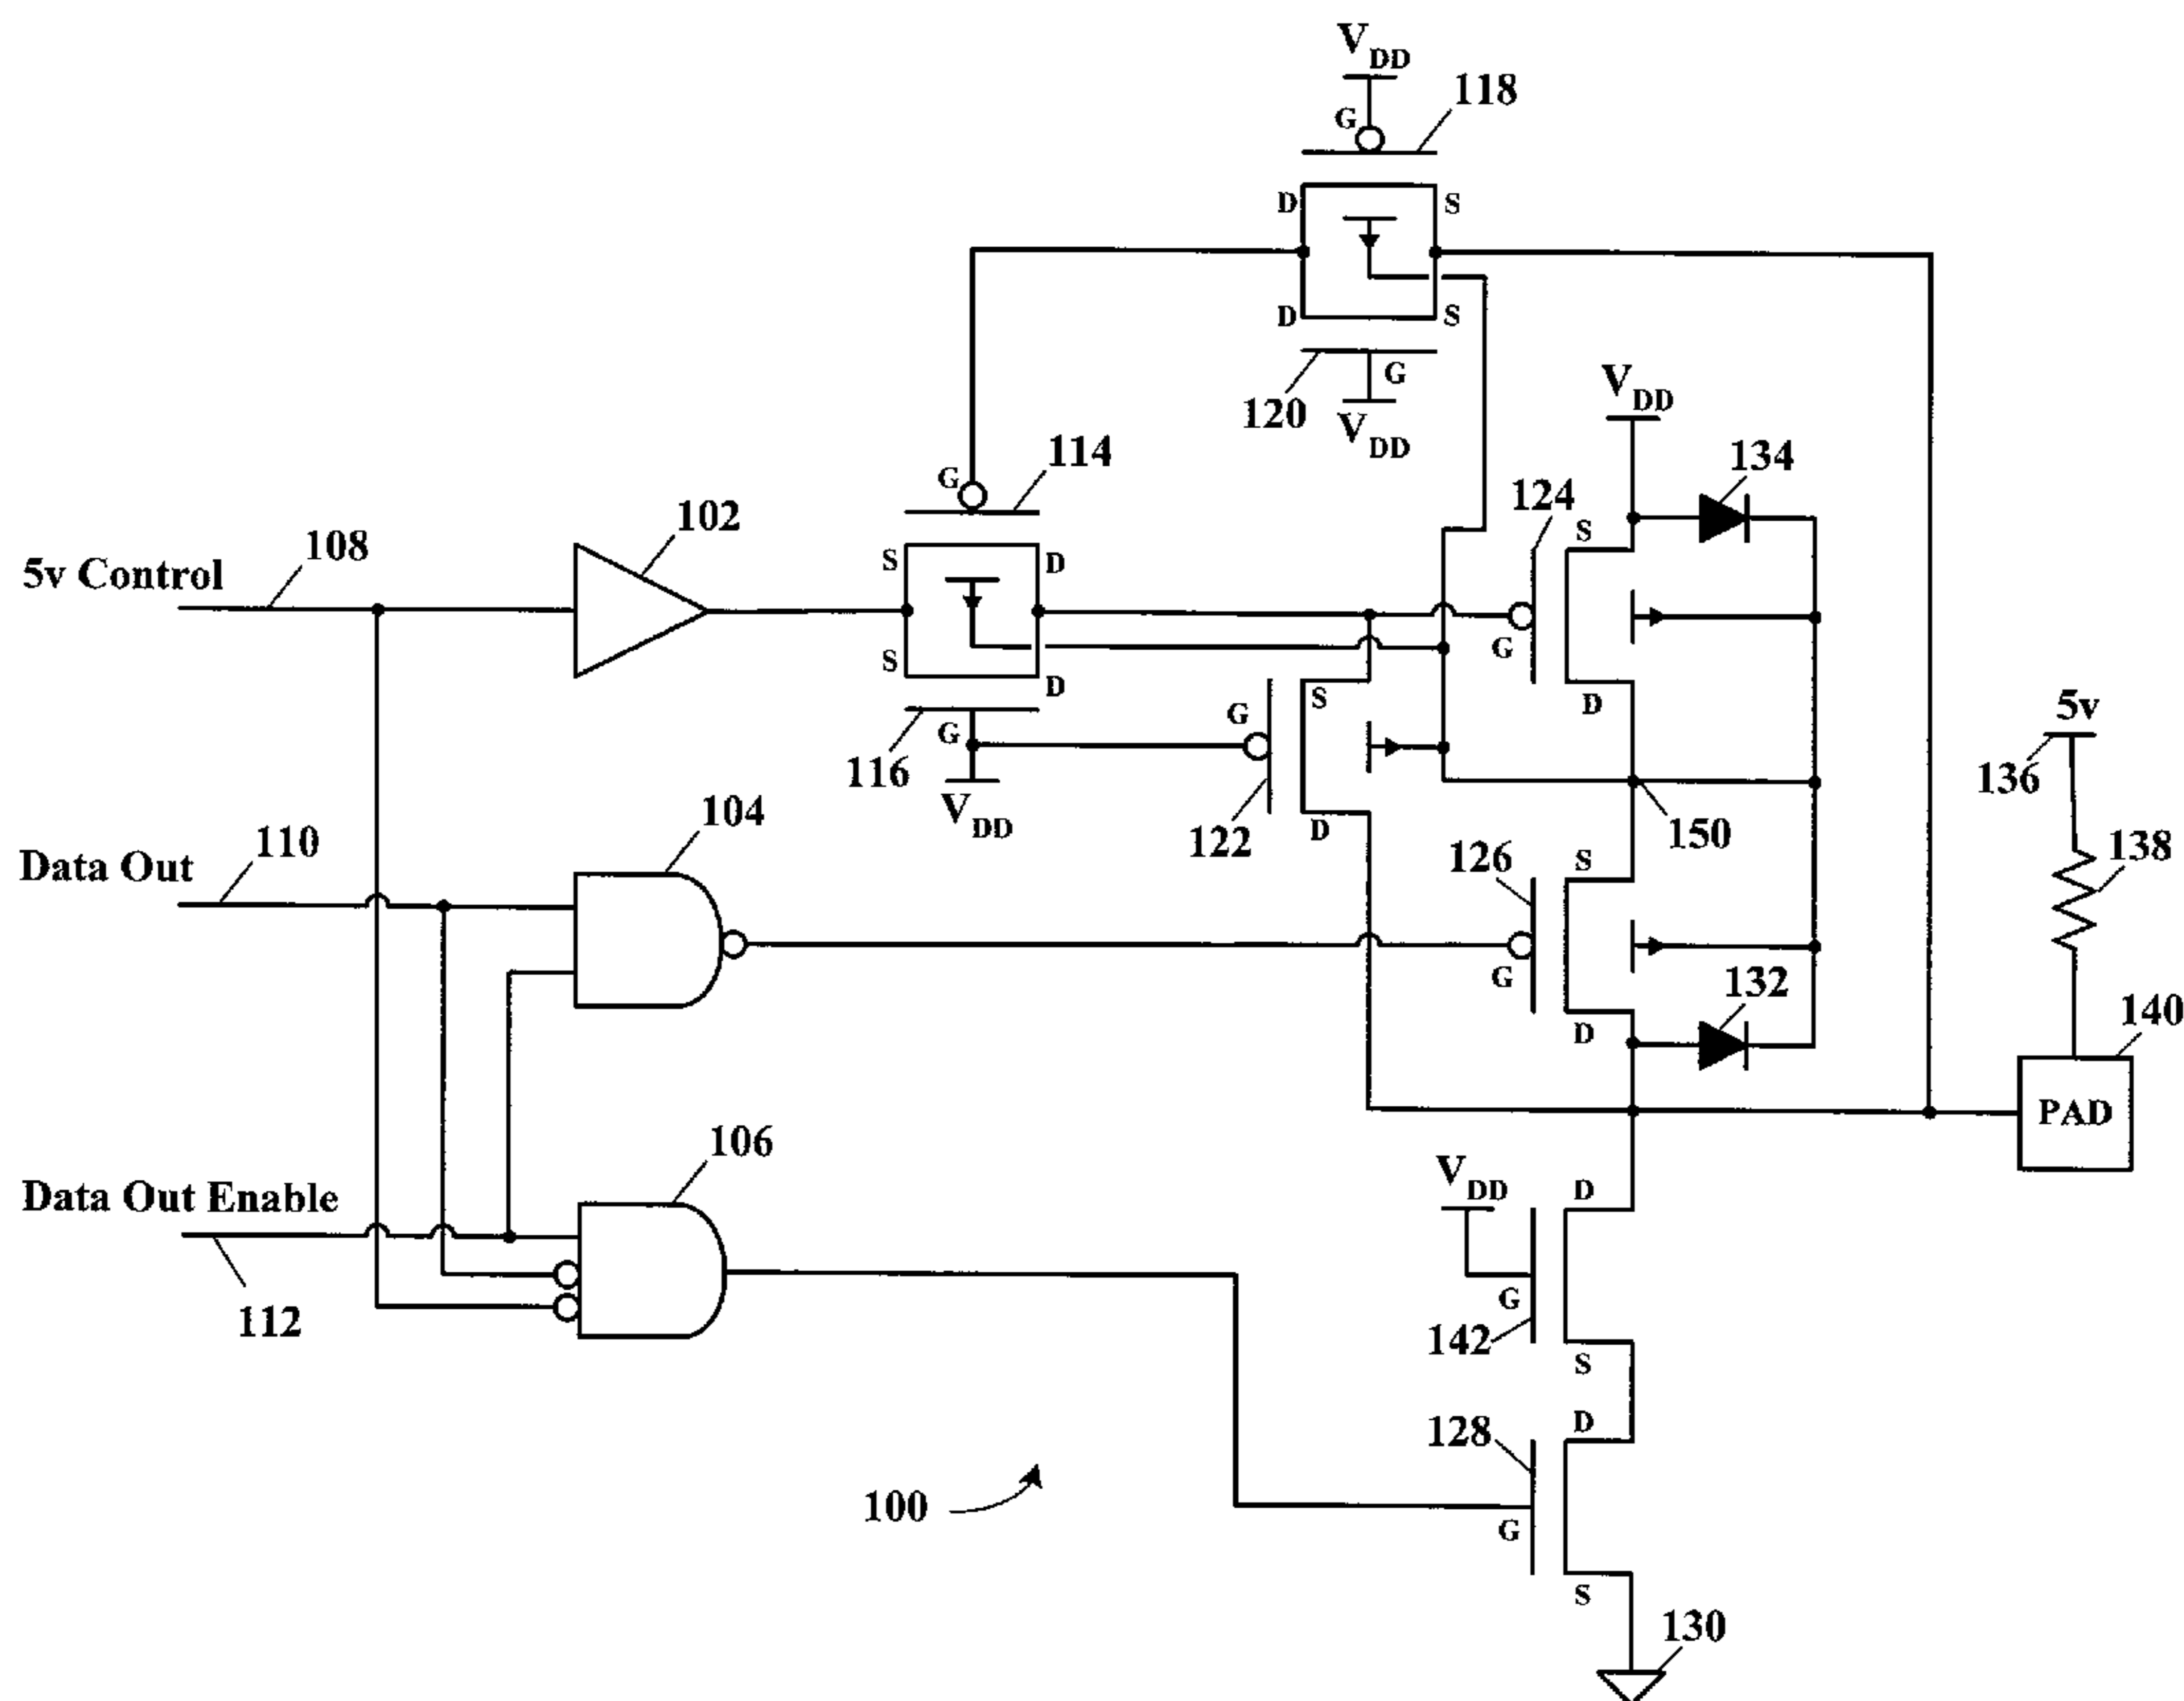 VDD
G
118
D
S
D
S
G
120
VDD
VDD
134
114
G
124
S
5v Control
108
102
S
D
G
S
D
G
S
D
G
116
VDD
122
D
150
5v
136
138
Data Out
110
104
126
S
G
D
132
140
PAD
Data Out Enable
112
106
VDD
D
G
142
S
128
D
G
S
100
130